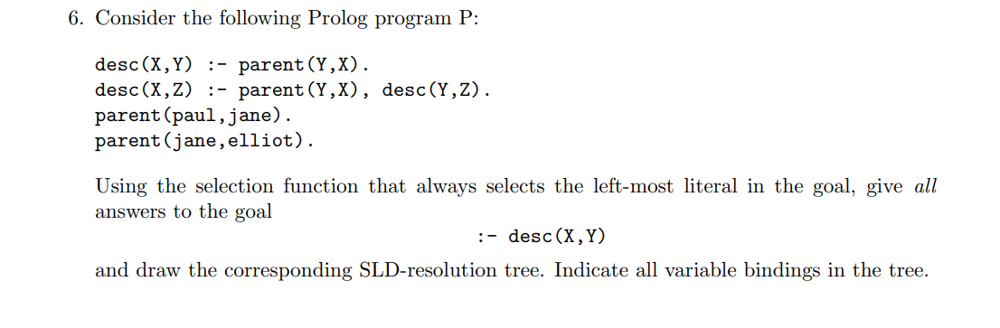 6. Consider the following Prolog program P:
desc(X,Y) :- parent(Y,X).
desc(X,Z) :- parent(Y,X), desc(Y,Z).
parent(paul,jane).
parent(jane,elliot).
Using the selection function that always selects the left-most literal in the goal, give all
answers to the goal
:- desc(X,Y)
and draw the corresponding SLD-resolution tree. Indicate all variable bindings in the tree.